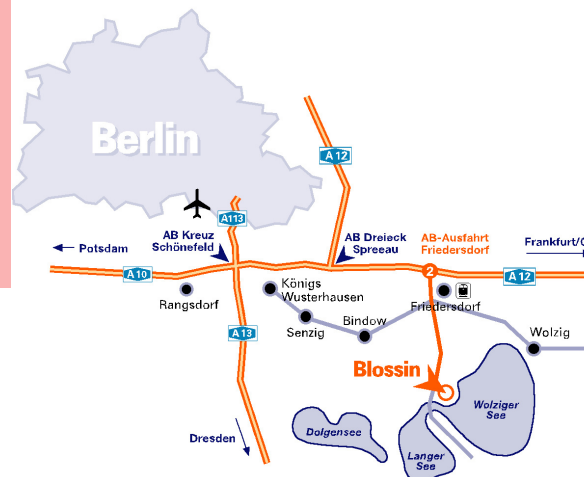 Berlin
A 12
A113
AB Kreuz
Schönefeld
AB Dreieck
Spreeau
AB-Ausfahrt
Friedersdorf
Frankfurt/
Potsdam
A10
2
A 12
Rangsdorf
Königs
Wusterhausen
Friedersdorf
Senzig
Bindow
Wolzig
A 13
Blossin
Wolziger
See
Dolgensee
Dresden
Langer
See